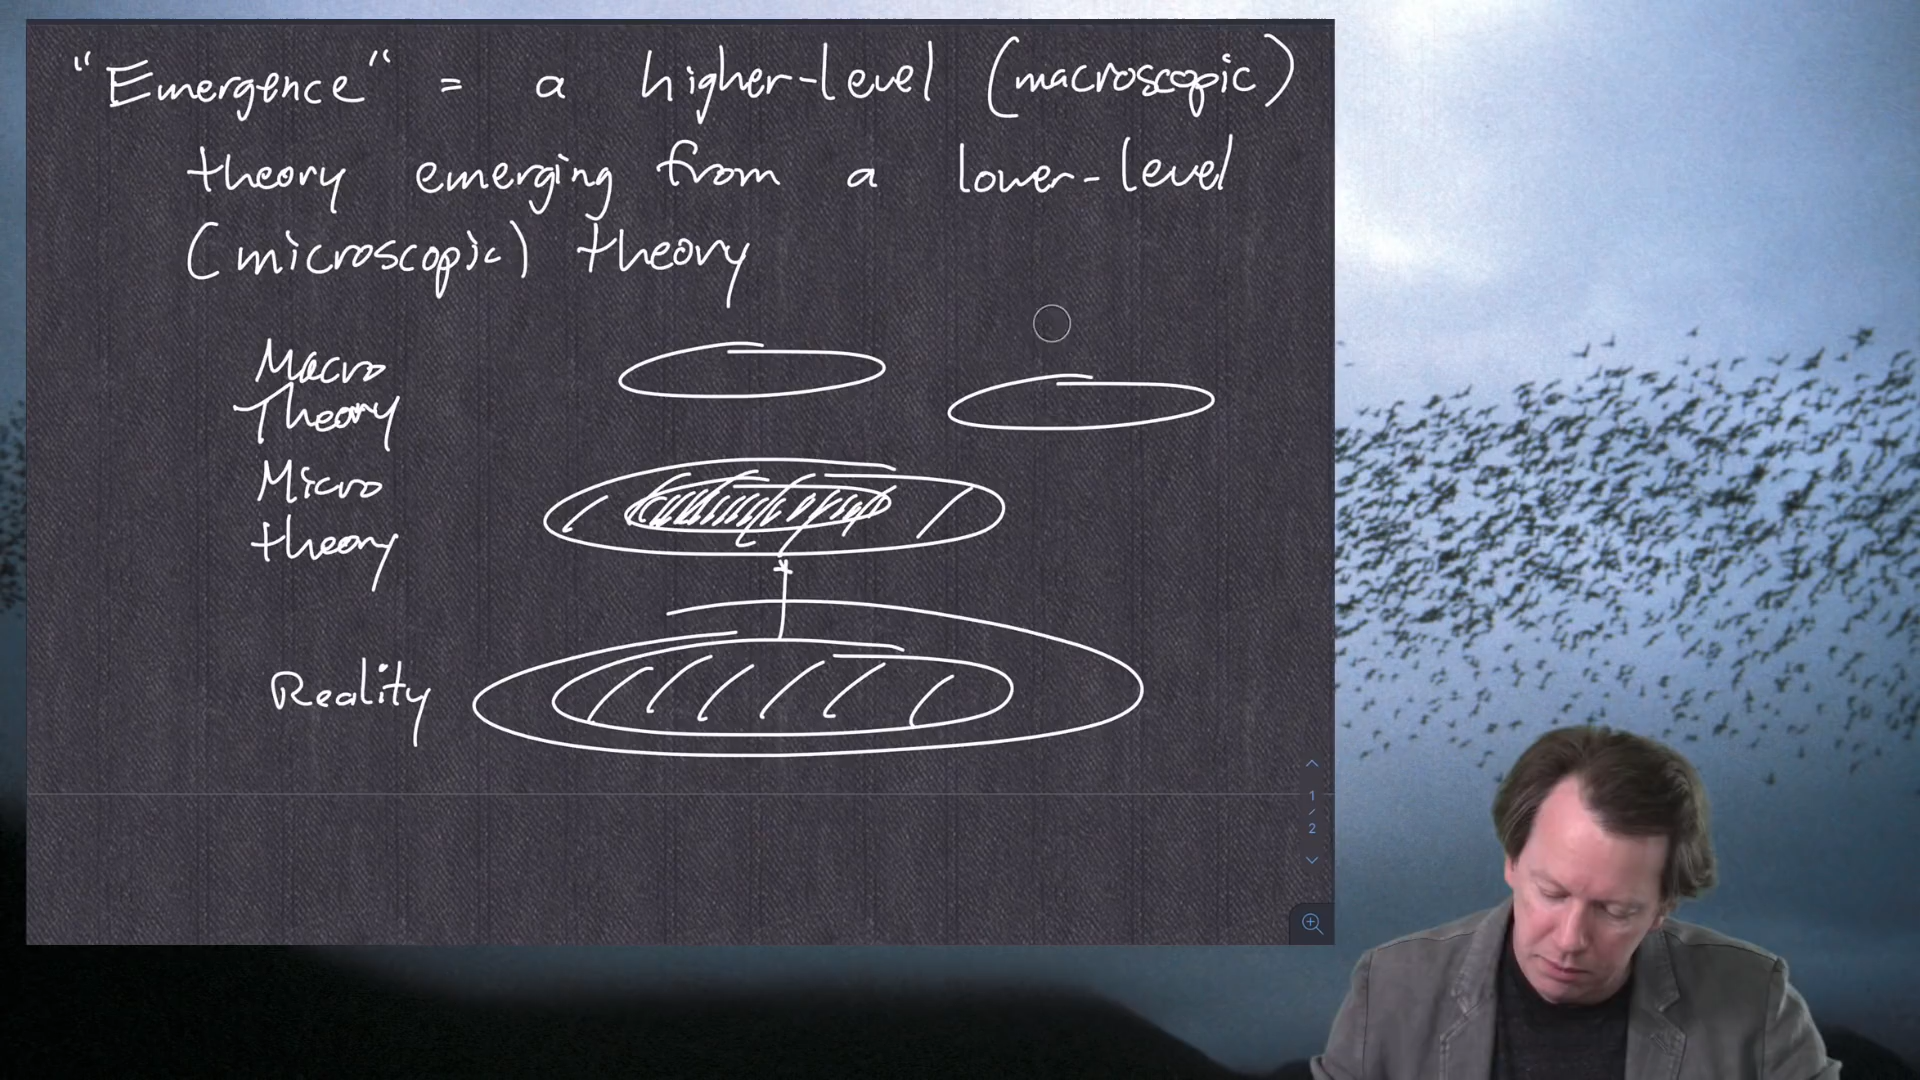 “Emergence“ = a higher-level (macroscopic)
theory emerging from a lower-level
(microscopic) theory
Macro
Theory
Micro
theory
Reality
1
/
2